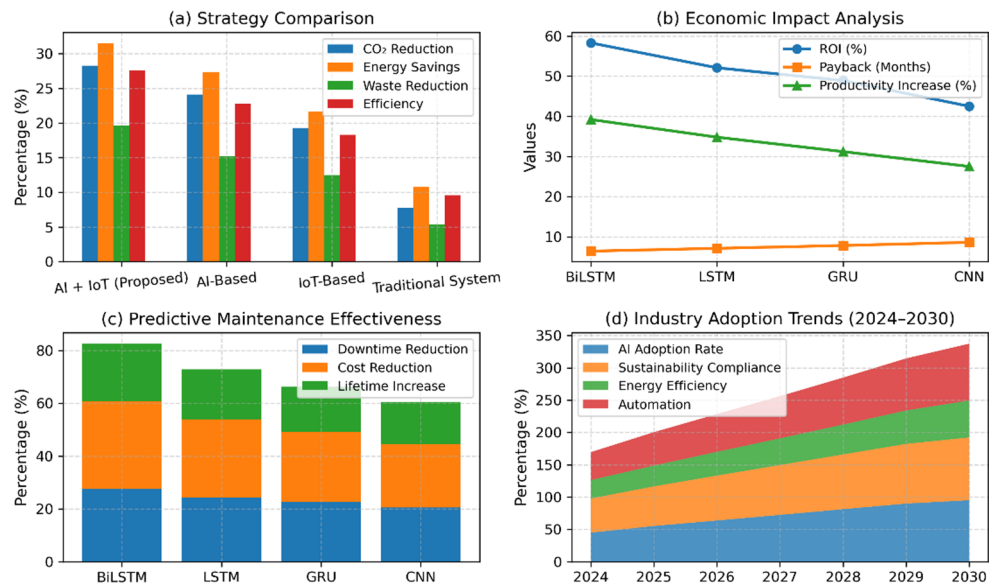 (a) Strategy Comparison
Percentage (%)
30
25
20
15
10
5
0
CO₂ Reduction
Energy Savings
Waste Reduction
Efficiency
AI + IoT (Proposed)
AI-Based
IoT-Based
Traditional System
(b) Economic Impact Analysis
Values
60
50
40
30
20
10
ROI (%)
Payback (Months)
Productivity Increase (%)
BiLSTM
LSTM
GRU
CNN
(c) Predictive Maintenance Effectiveness
Percentage (%)
80
60
40
20
0
Downtime Reduction
Cost Reduction
Lifetime Increase
BiLSTM
LSTM
GRU
CNN
(d) Industry Adoption Trends (2024–2030)
Percentage (%)
350
300
250
200
150
100
50
0
AI Adoption Rate
Sustainability Compliance
Energy Efficiency
Automation
2024
2025
2026
2027
2028
2029
2030